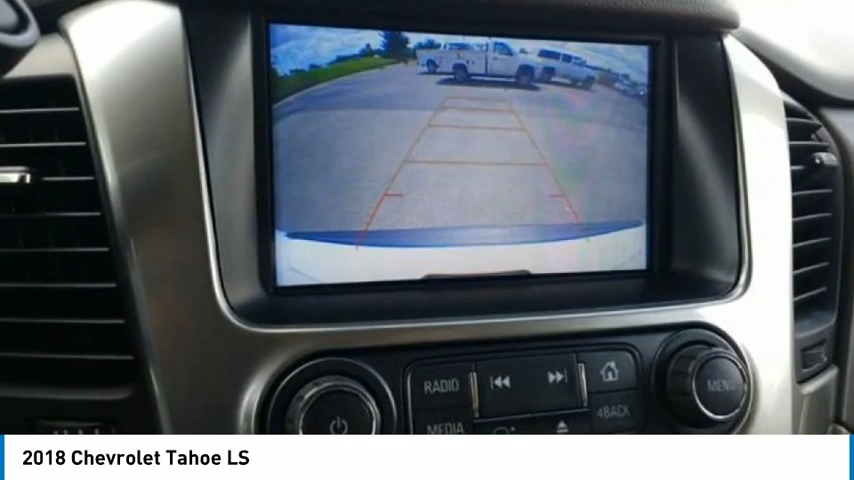 RADIO
MEDIA
BACK
MENU
2018 Chevrolet Tahoe LS